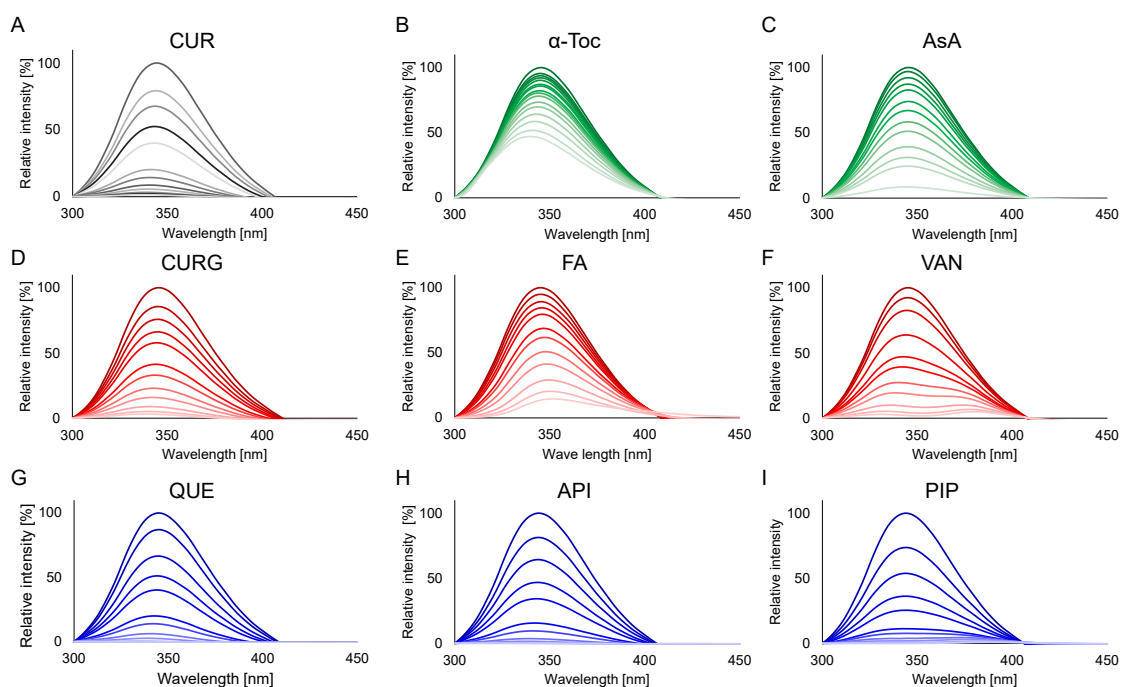 A
CUR
Relative intensity [%]
100
50
0
300 350 400 450
Wavelength [nm]
B
α-Toc
Relative intensity [%]
100
50
0
300 350 400 450
Wavelength [nm]
C
AsA
Relative intensity [%]
100
50
0
300 350 400 450
Wavelength [nm]
D
CURG
Relative intensity [%]
100
50
0
300 350 400 450
Wavelength [nm]
E
FA
Relative intensity [%]
100
50
0
300 350 400 450
Wave length [nm]
F
VAN
Relative intensity [%]
100
50
0
300 350 400 450
Wavelength [nm]
G
QUE
Relative intensity [%]
100
50
0
300 350 400 450
Wavelength [nm]
H
API
Relative intensity [%]
100
50
0
300 350 400 450
Wavelength [nm]
I
PIP
Relative intensity
100
50
0
300 350 400 450
Wavelength [nm]